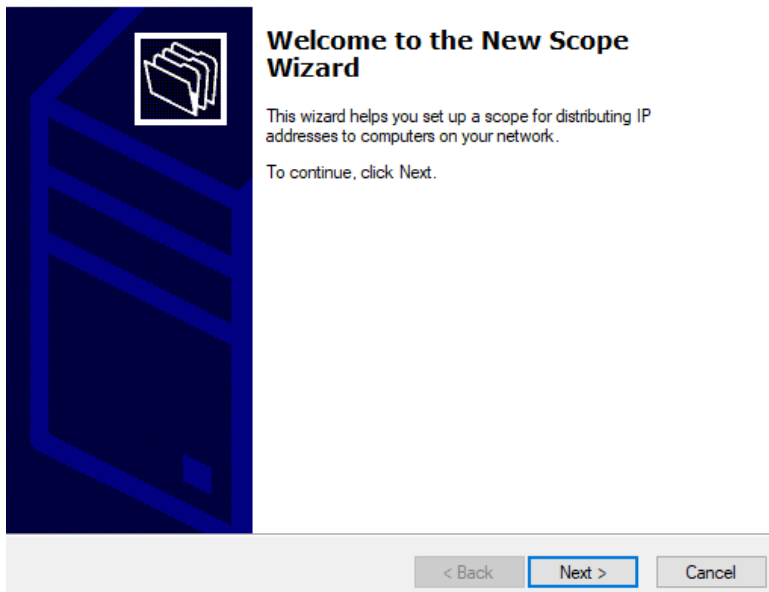 Welcome to the New Scope
Wizard
This wizard helps you set up a scope for distributing IP
addresses to computers on your network.
To continue, click Next.
< Back
Next >
Cancel